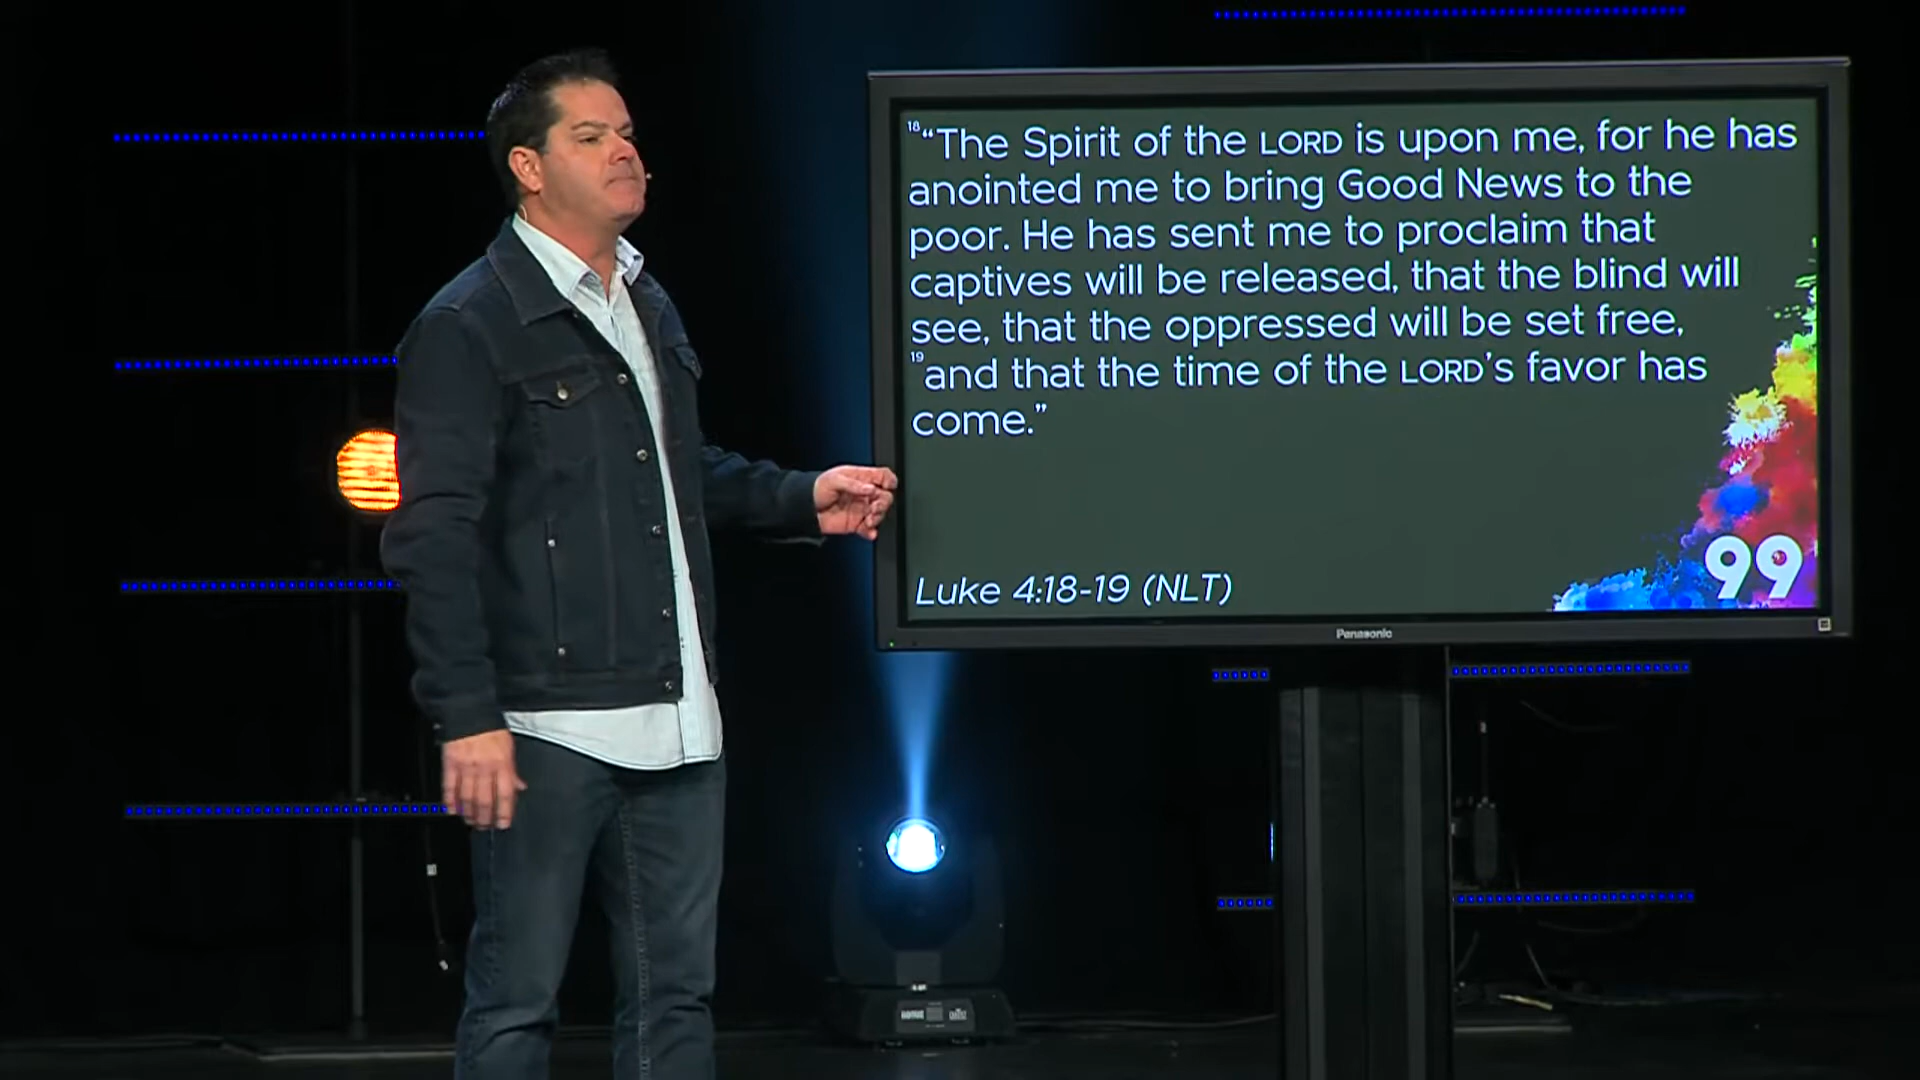 18“The Spirit of the LORD is upon me, for he has
anointed me to bring Good News to the
poor. He has sent me to proclaim that
captives will be released, that the blind will
see, that the oppressed will be set free,
19and that the time of the LORD’s favor has
come.”
Luke 4:18-19 (NLT)
99
Panasonic